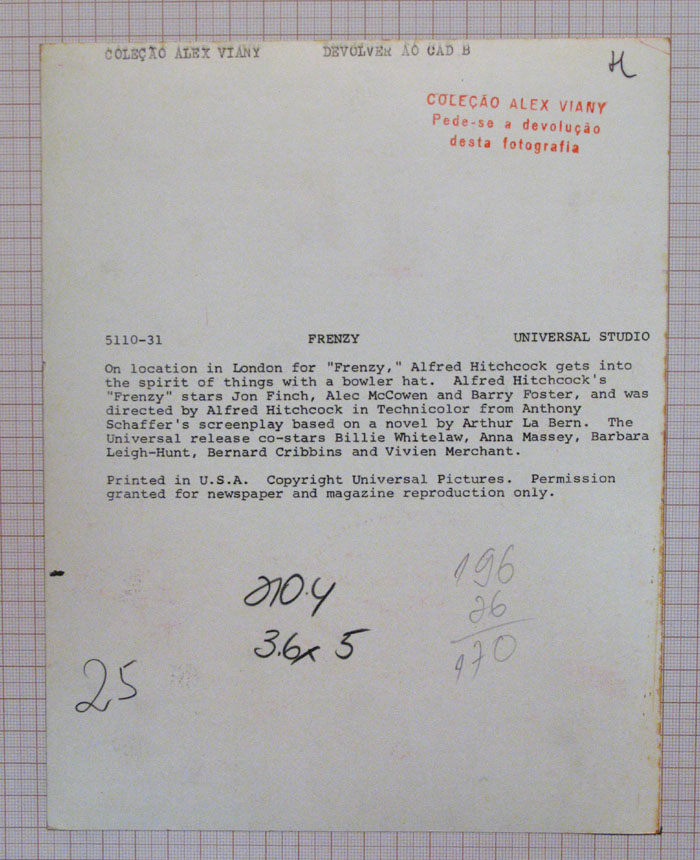 COLEÇÃO ALEX VIANY DEVOLVER AO CAD B
H
COLEÇÃO ALEX VIANY
Pede-se a devolução
desta fotografia
5110-31 FRENZY UNIVERSAL STUDIO
On location in London for "Frenzy," Alfred Hitchcock gets into
the spirit of things with a bowler hat. Alfred Hitchcock's
"Frenzy" stars Jon Finch, Alec McCowen and Barry Foster, and was
directed by Alfred Hitchcock in Technicolor from Anthony
Schaffer's screenplay based on a novel by Arthur La Bern. The
Universal release co-stars Billie Whitelaw, Anna Massey, Barbara
Leigh-Hunt, Bernard Cribbins and Vivien Merchant.
Printed in U.S.A. Copyright Universal Pictures. Permission
granted for newspaper and magazine reproduction only.
196
26
170
3.6x 5
25